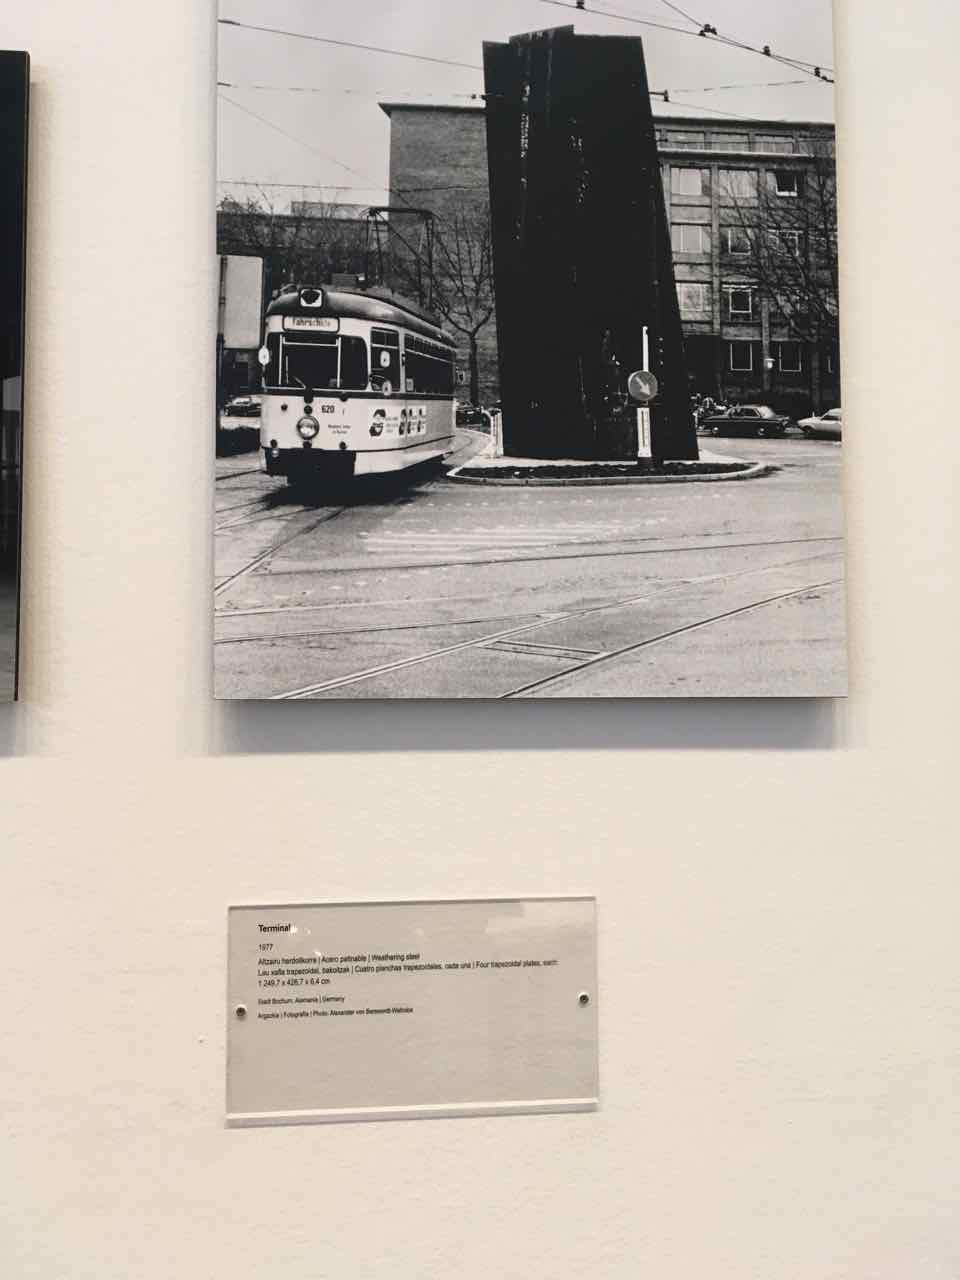 Fahrschule
620
Terminal
1977
Altzairu herdoilkorra | Acero patinable | Weathering steel
Lau xafla trapezoidal, bakoitzak | Cuatro planchas trapezoidales, cada una | Four trapezoidal plates, each:
1.249,7 x 426,7 x 6,4 cm
Stadt Bochum, Alemania | Germany
Argazkia | Fotografía | Photo: Alexander von Berswordt-Wallrabe